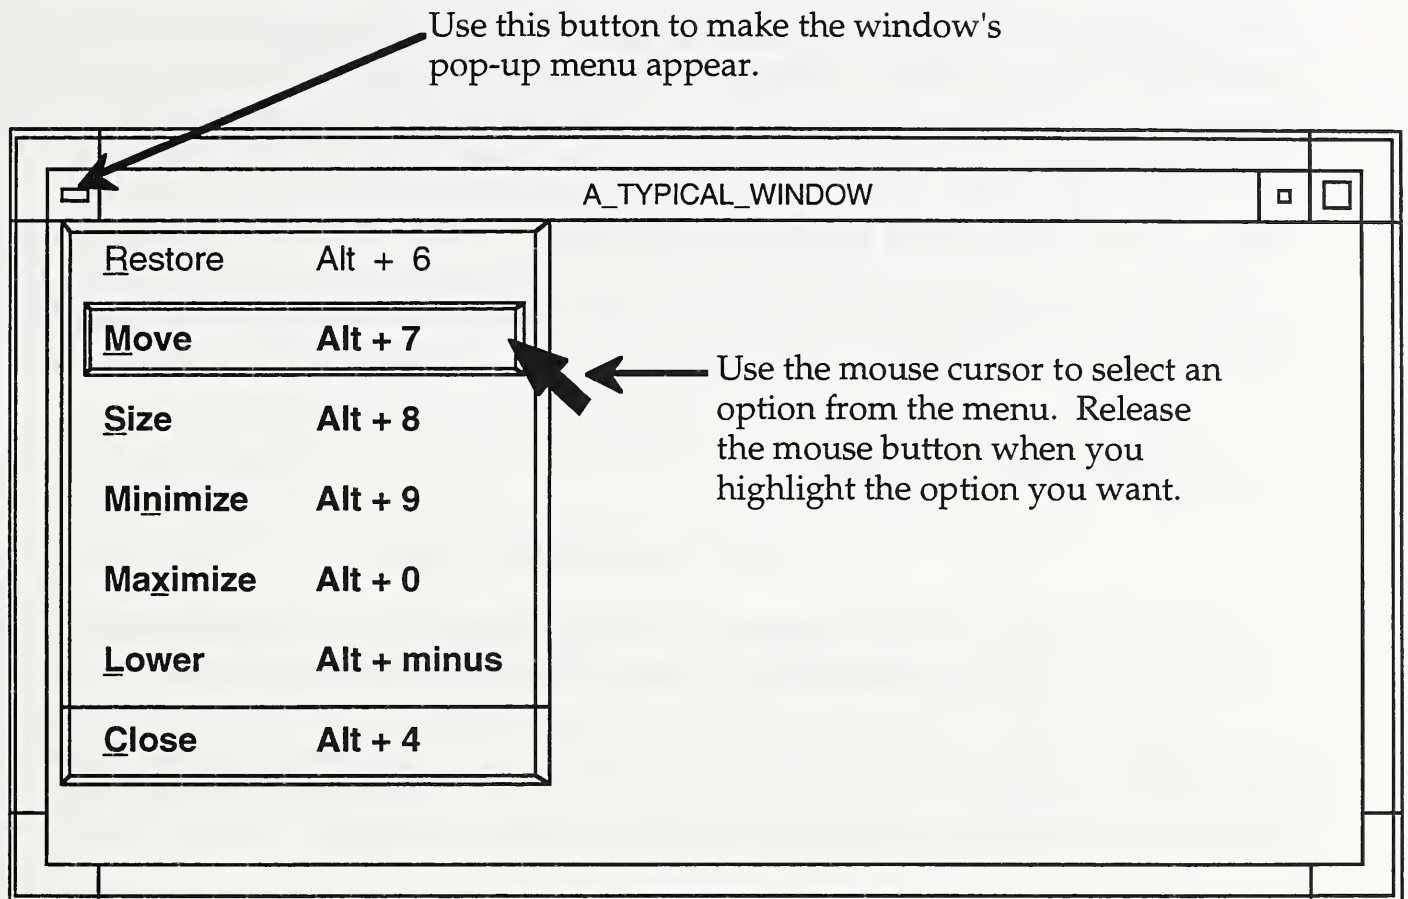 Use this button to make the window's
pop-up menu appear.
A_TYPICAL_WINDOW
Restore Alt + 6
Move Alt + 7
Size Alt + 8
Minimize Alt + 9
Maximize Alt + 0
Lower Alt + minus
Close Alt + 4
Use the mouse cursor to select an
option from the menu. Release
the mouse button when you
highlight the option you want.